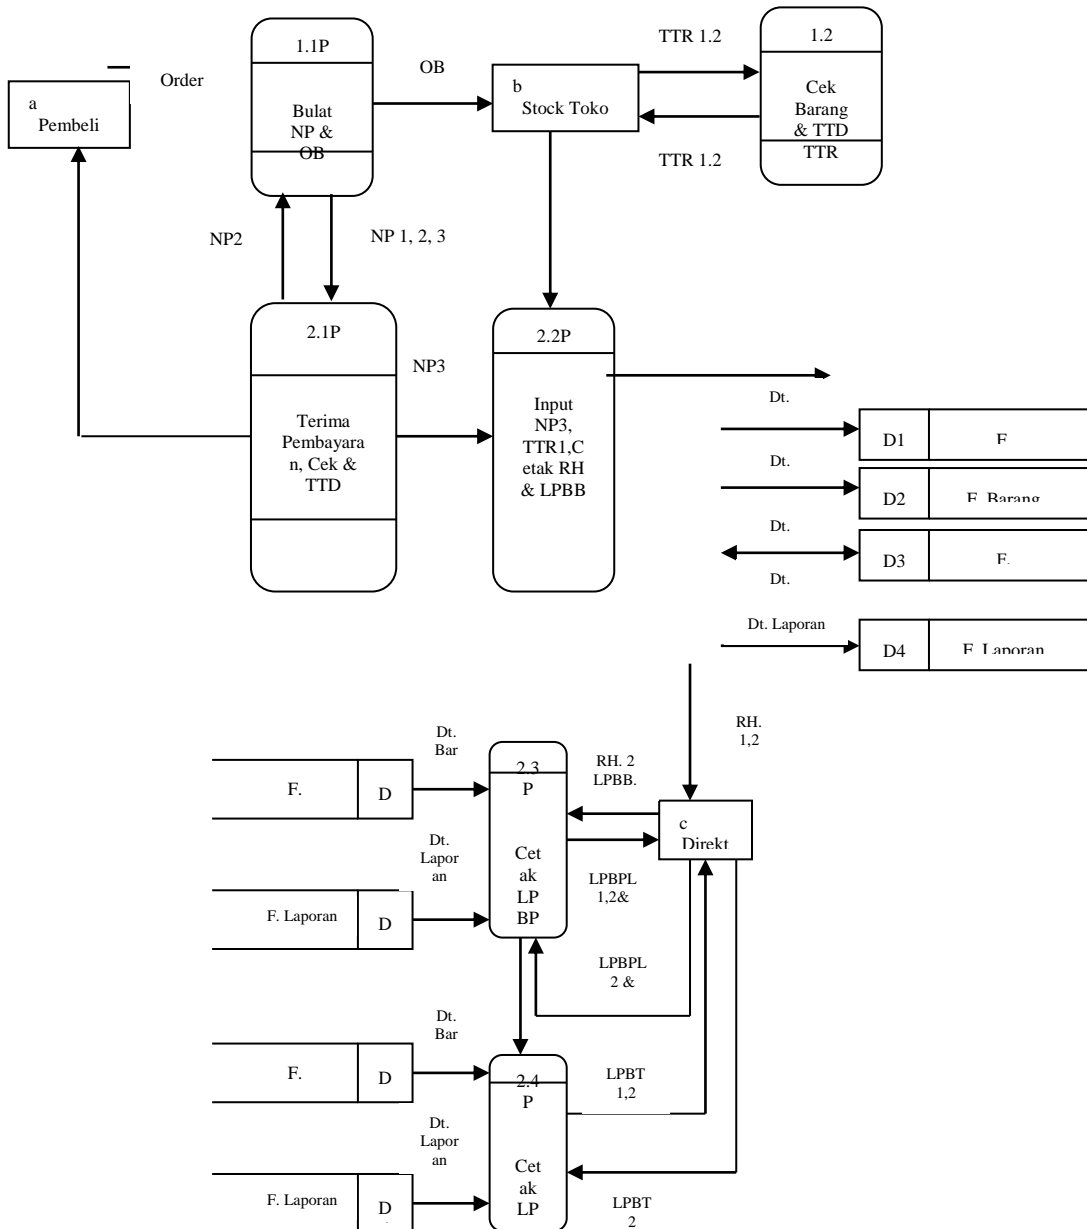 1.1P
Bulat
NP &
OB
Order
a
Pembeli
OB
b
Stock Toko
TTR 1.2
TTR 1.2
1.2
Cek
Barang
& TTD
TTR
NP2
NP 1, 2, 3
2.1P
Terima
Pembayara
n, Cek &
TTD
NP3
2.2P
Input
NP3,
TTR1,C
etak RH
& LPBB
Dt.
D1
F
Dt.
D2
F. Barang
Dt.
D3
F.
Dt.
Dt. Laporan
D4
F. Laporan
RH.
1,2
Dt.
Bar
F.
D
2.3
P
Cet
ak
LP
BP
RH. 2
LPBB.
c
Direkt
Dt.
Lapor
an
F. Laporan
D
LPBPL
1,2&
LPBPL
2 &
Dt.
Bar
F.
D
2.4
P
Cet
ak
LP
LPBT
1,2
Dt.
Lapor
an
F. Laporan
D
LPBT
2